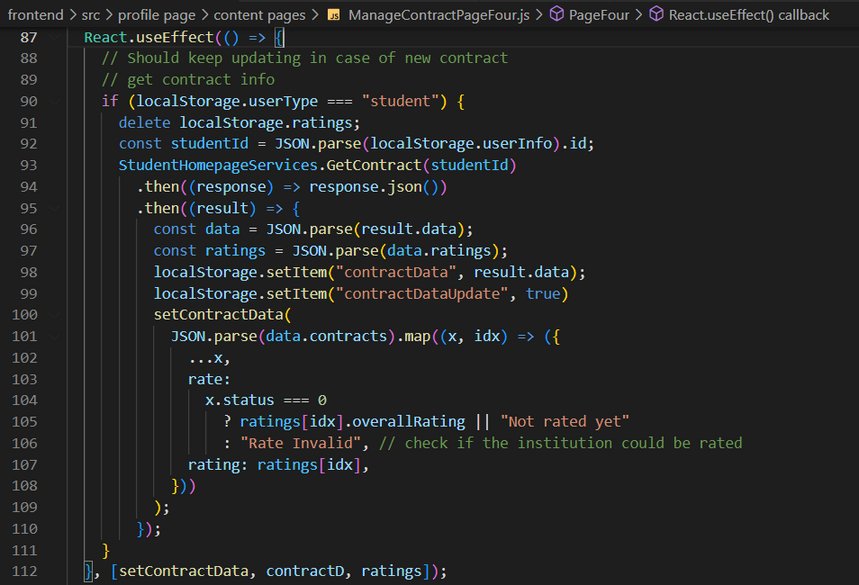 frontend > src > profile page > content pages > JS ManageContractPageFour.js > PageFour > React.useEffect() callback
87 React.useEffect(() => {
88 // Should keep updating in case of new contract
89 // get contract info
90 if (localStorage.userType === "student") {
91 delete localStorage.ratings;
92 const studentId = JSON.parse(localStorage.userInfo).id;
93 StudentHomepageServices.GetContract(studentId)
94 .then((response) => response.json())
95 .then((result) => {
96 const data = JSON.parse(result.data);
97 const ratings = JSON.parse(data.ratings);
98 localStorage.setItem("contractData", result.data);
99 localStorage.setItem("contractDataUpdate", true)
100 setContractData(
101 JSON.parse(data.contracts).map((x, idx) => ({
102 ...x,
103 rate:
104 x.status === 0
105 ? ratings[idx].overallRating || "Not rated yet"
106 : "Rate Invalid", // check if the institution could be rated
107 rating: ratings[idx],
108 }))
109 );
110 });
111 }
112 }, [setContractData, contractD, ratings]);